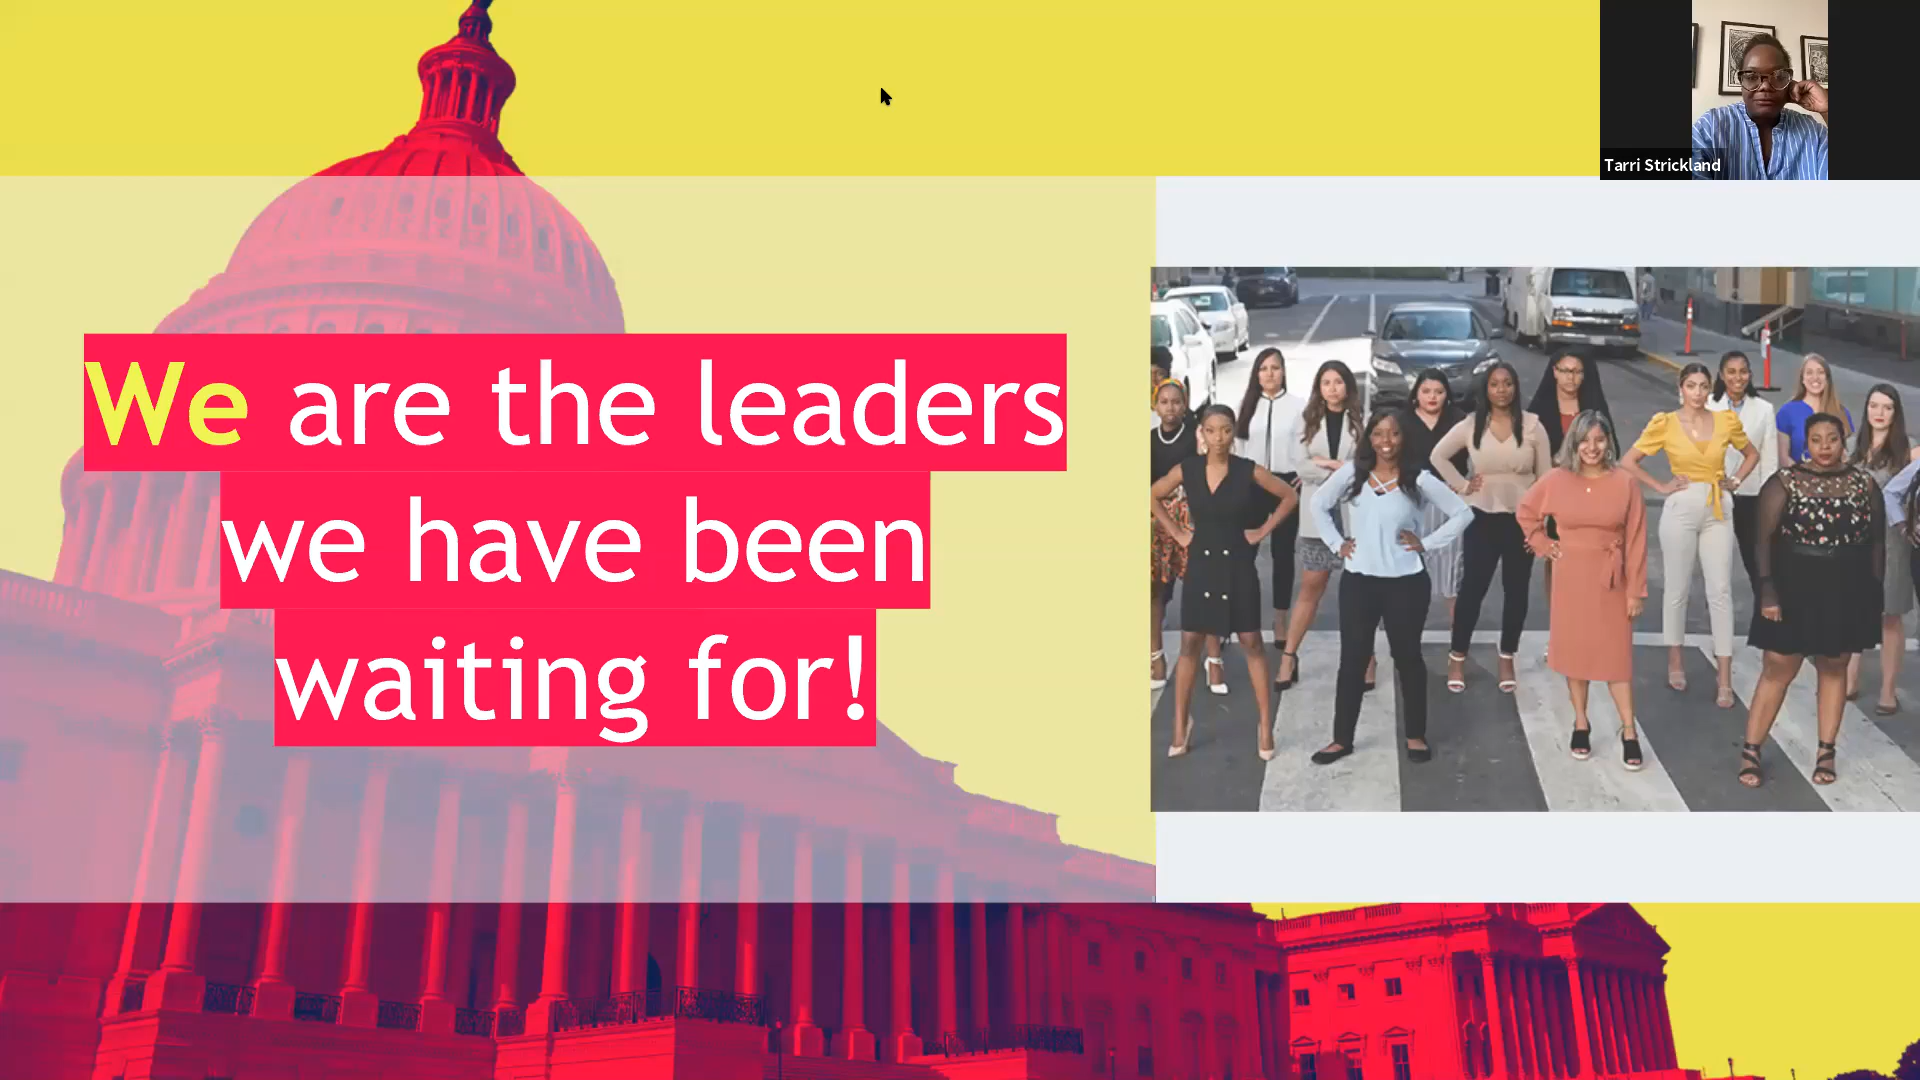 Tarri Strickland
We are the leaders
we have been
waiting for!